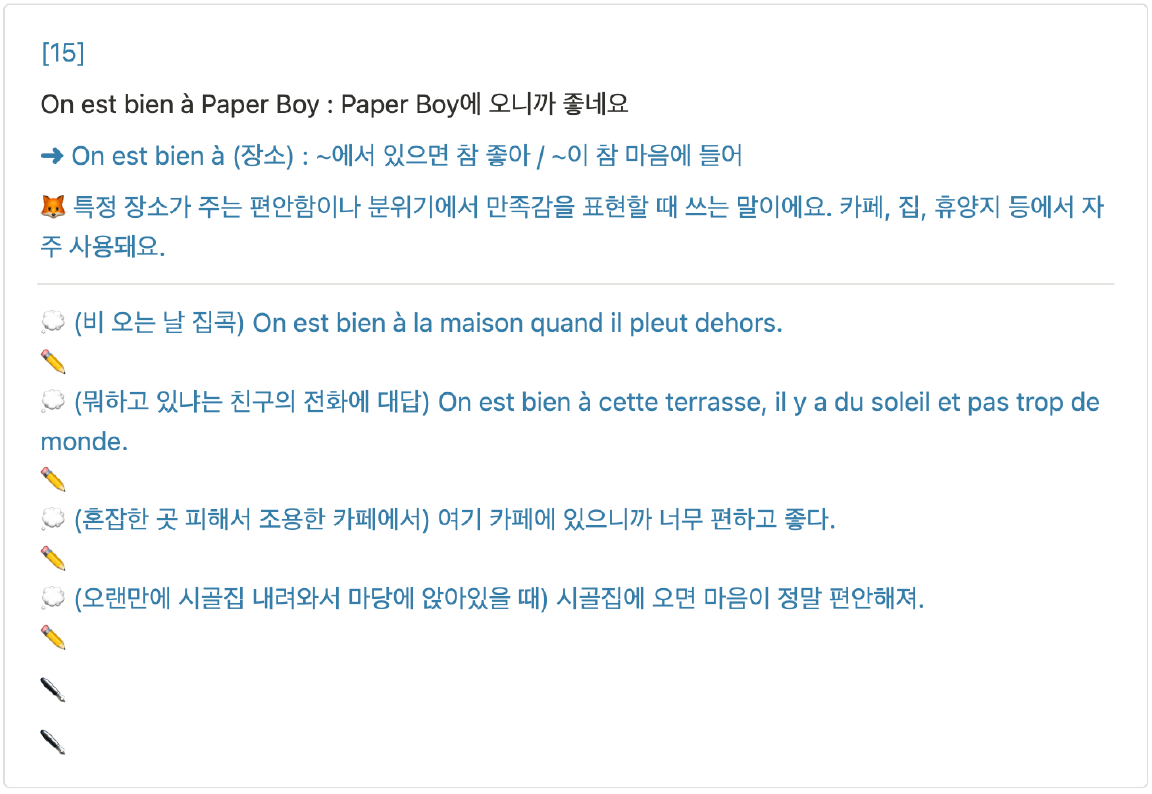 [15]
On est bien à Paper Boy : Paper Boy에 오니까 좋네요
➜ On est bien à (장소) : ~에서 있으면 참 좋아 / ~이 참 마음에 들어
🦊 특정 장소가 주는 편안함이나 분위기에서 만족감을 표현할 때 쓰는 말이에요. 카페, 집, 휴양지 등에서 자
주 사용돼요.
💭 (비 오는 날 집콕) On est bien à la maison quand il pleut dehors.
✏️
💭 (뭐하고 있냐는 친구의 전화에 대답) On est bien à cette terrasse, il y a du soleil et pas trop de
monde.
✏️
💭 (혼잡한 곳 피해서 조용한 카페에서) 여기 카페에 있으니까 너무 편하고 좋다.
✏️
💭 (오랜만에 시골집 내려와서 마당에 앉아있을 때) 시골집에 오면 마음이 정말 편안해져.
✏️
🖋️
🖋️